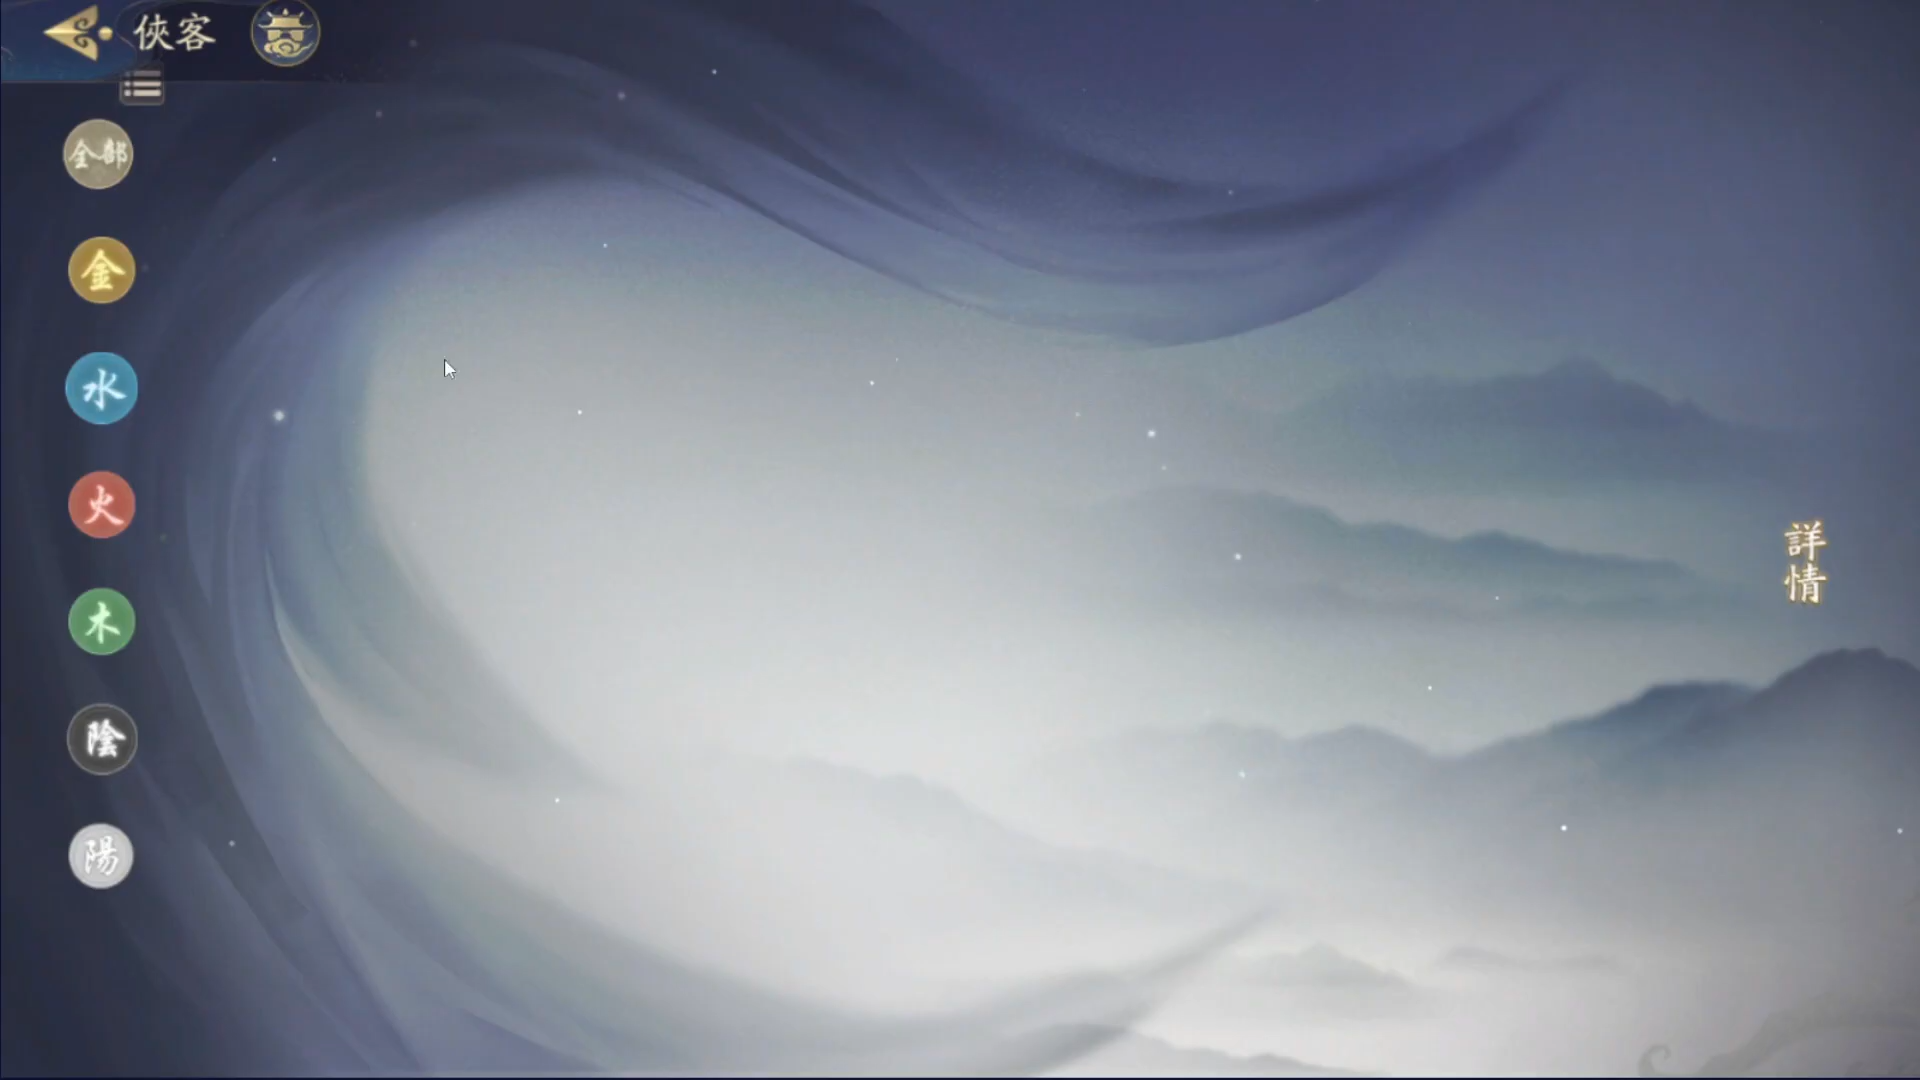 俠客
全部
金
水
火
木
陰
陽
詳情